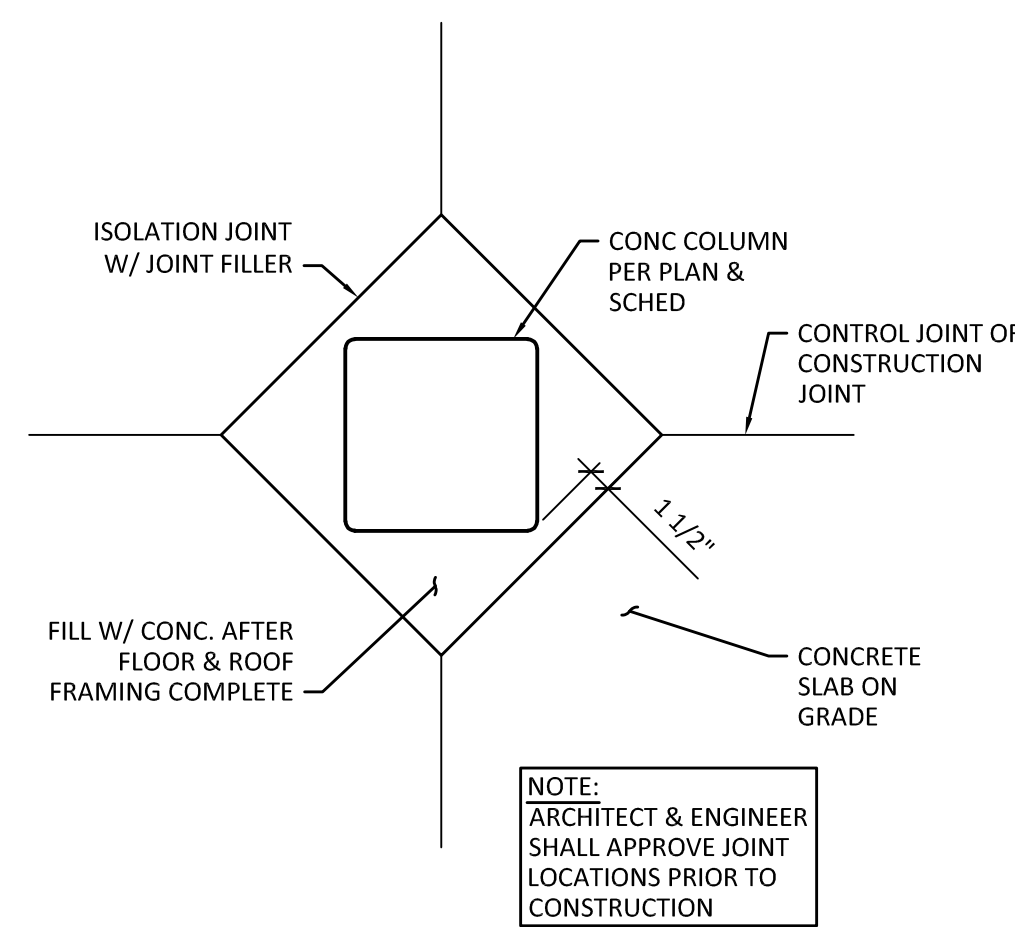 ISOLATION JOINT
W/ JOINT FILLER
CONC COLUMN
PER PLAN &
SCHED
CONTROL JOINT
CONSTRUCTION
JOINT
1 1/2"
FILL W/ CONC. AFTER
FLOOR & ROOF
FRAMING COMPLETE
CONCRETE
SLAB ON
GRADE
NOTE:
ARCHITECT & ENGINEER
SHALL APPROVE JOINT
LOCATIONS PRIOR TO
CONSTRUCTION